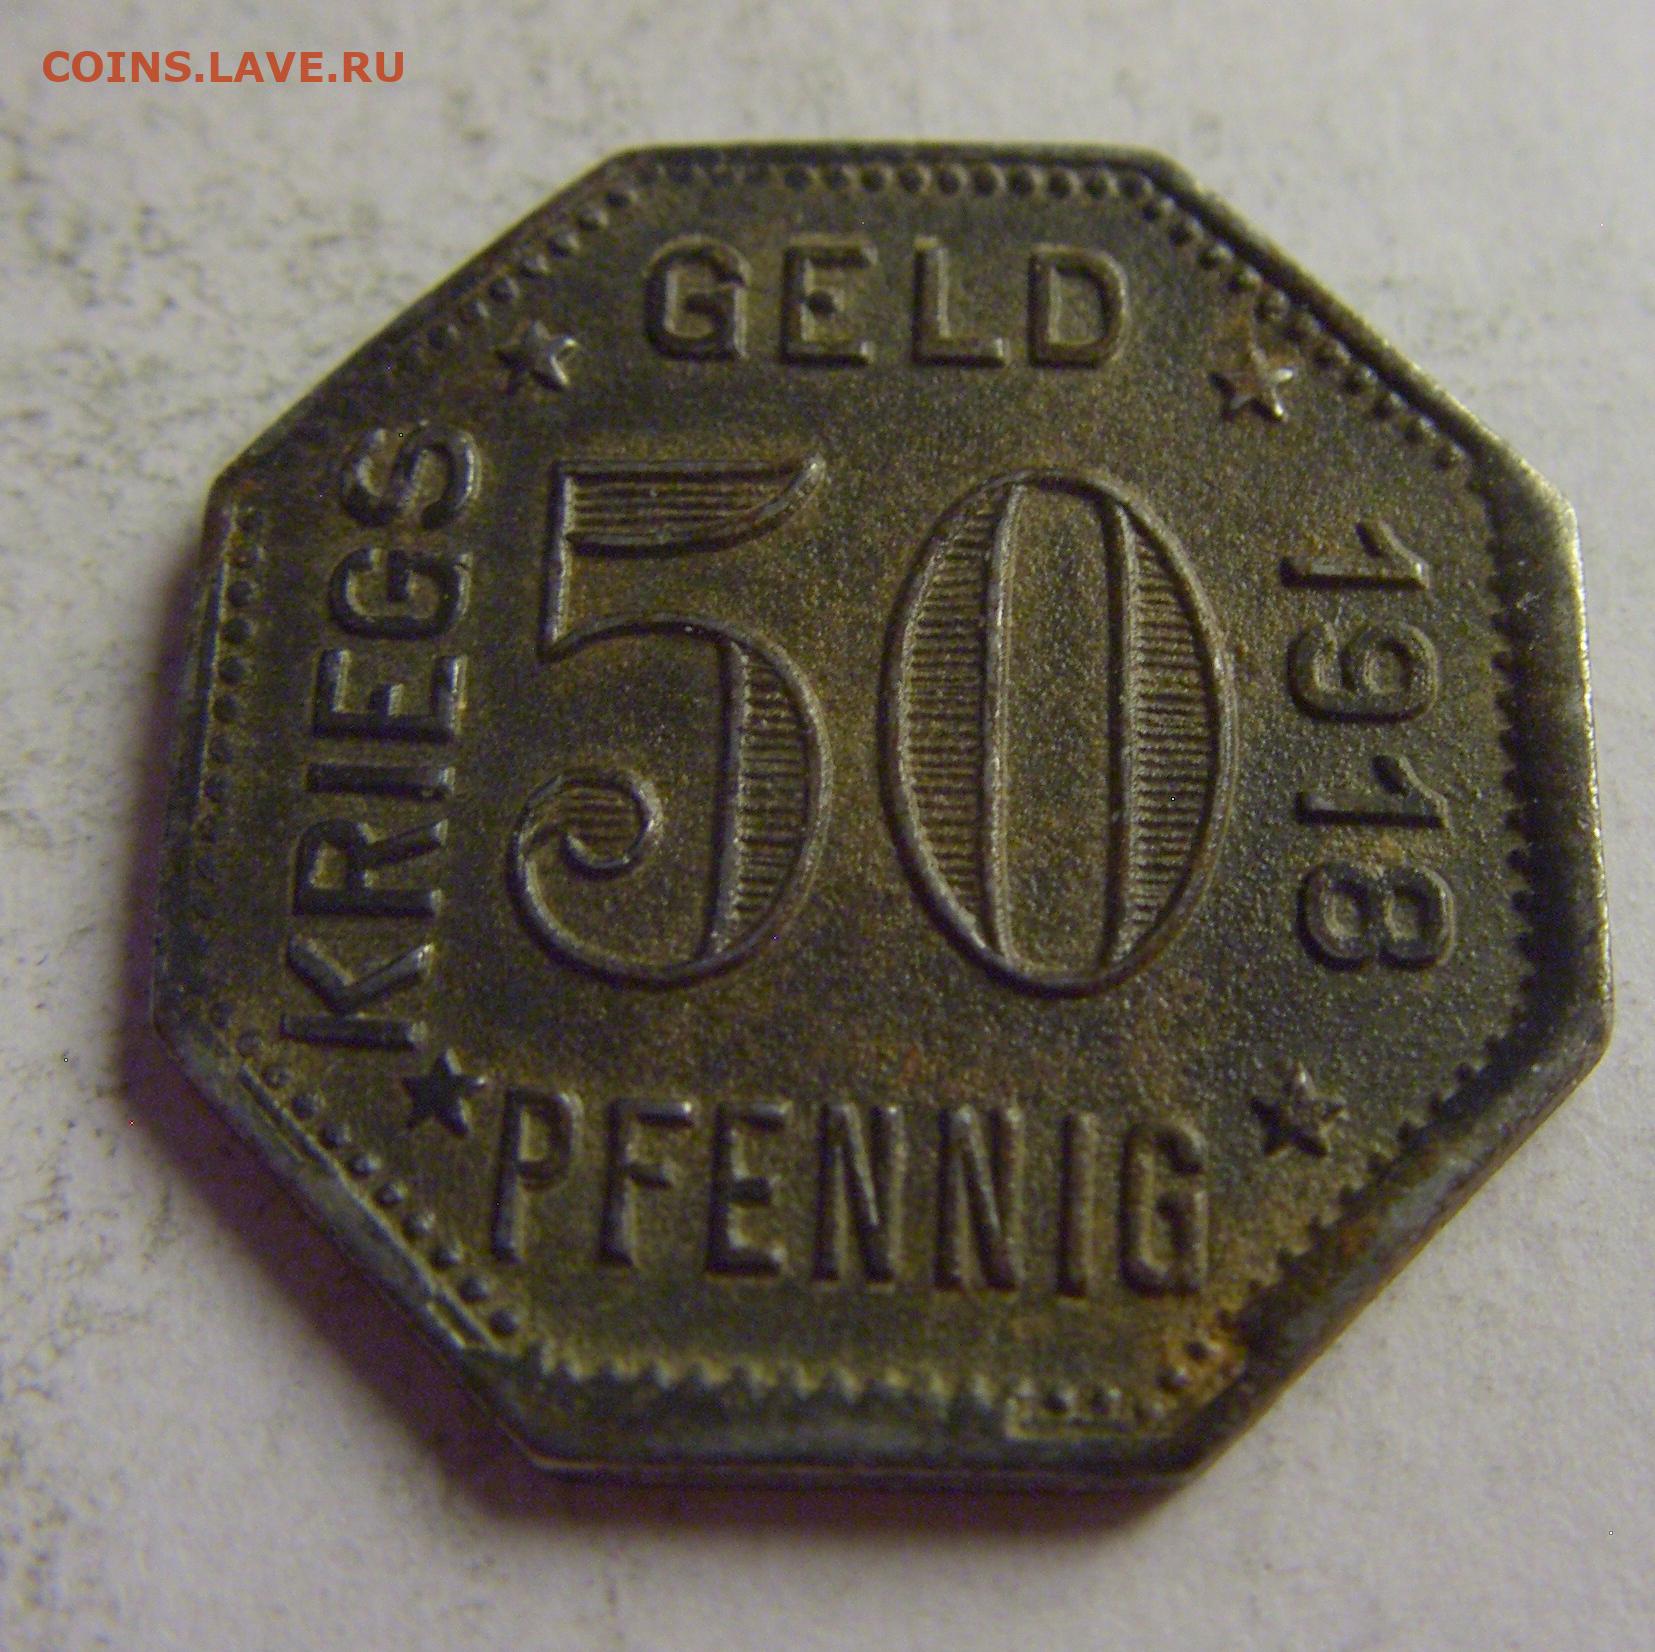 COINS.LAVE.RU
KRIEGS
GELD
1918
50
PFENNIG